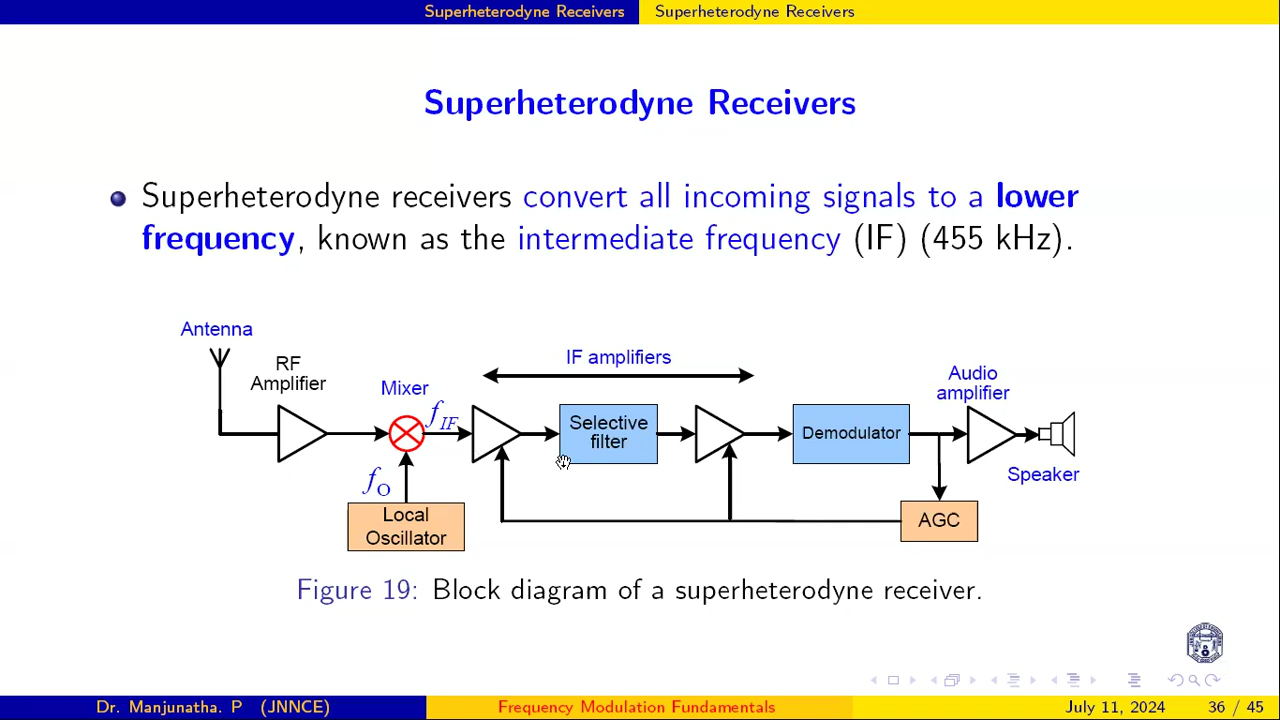 Superheterodyne Receivers Superheterodyne Receivers
Superheterodyne Receivers
Superheterodyne receivers convert all incoming signals to a lower
frequency, known as the intermediate frequency (IF) (455 kHz).
Antenna
RF
Amplifier
Mixer
f_IF
IF amplifiers
Selective
filter
Demodulator
Audio
amplifier
Speaker
f_O
Local
Oscillator
AGC
Figure 19: Block diagram of a superheterodyne receiver.
Dr. Manjunatha. P (JNNCE) Frequency Modulation Fundamentals July 11, 2024 36 / 45